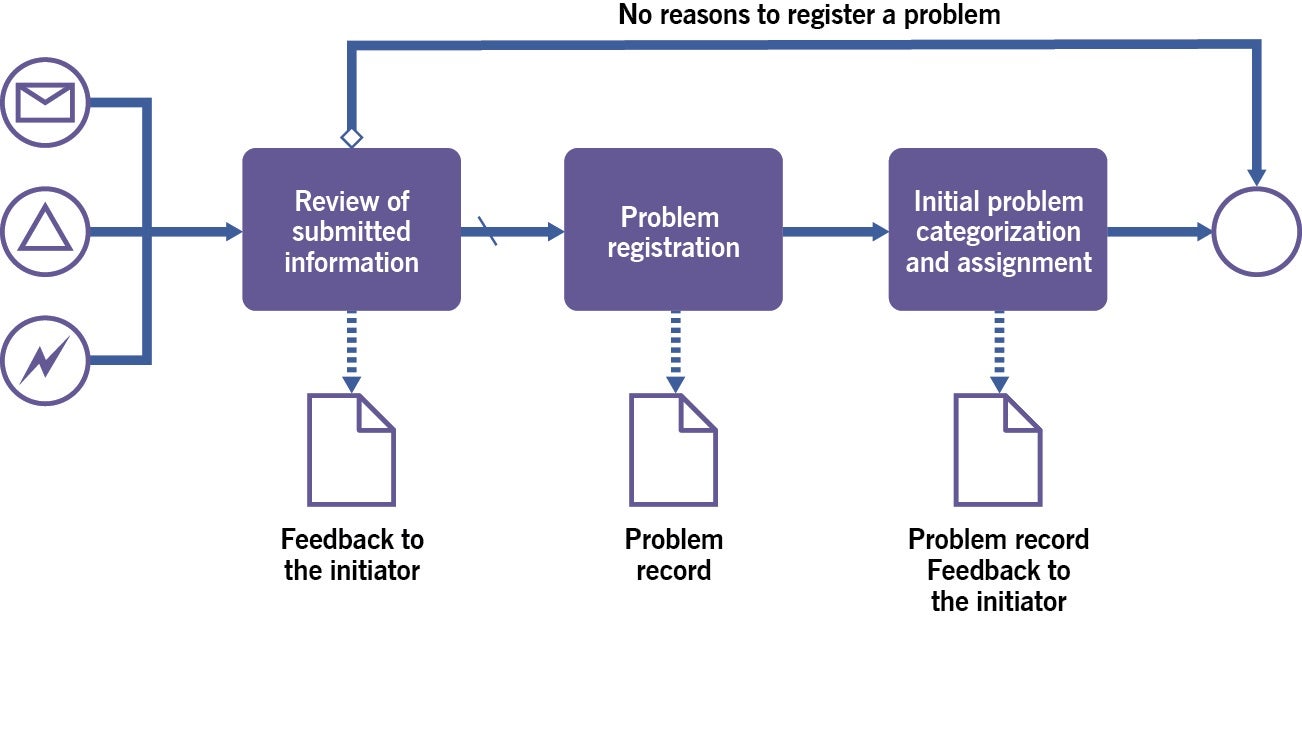 No reasons to register a problem
Review of
submitted
information
Problem
registration
Initial problem
categorization
and assignment
Feedback to
the initiator
Problem
record
Problem record
Feedback to
the initiator